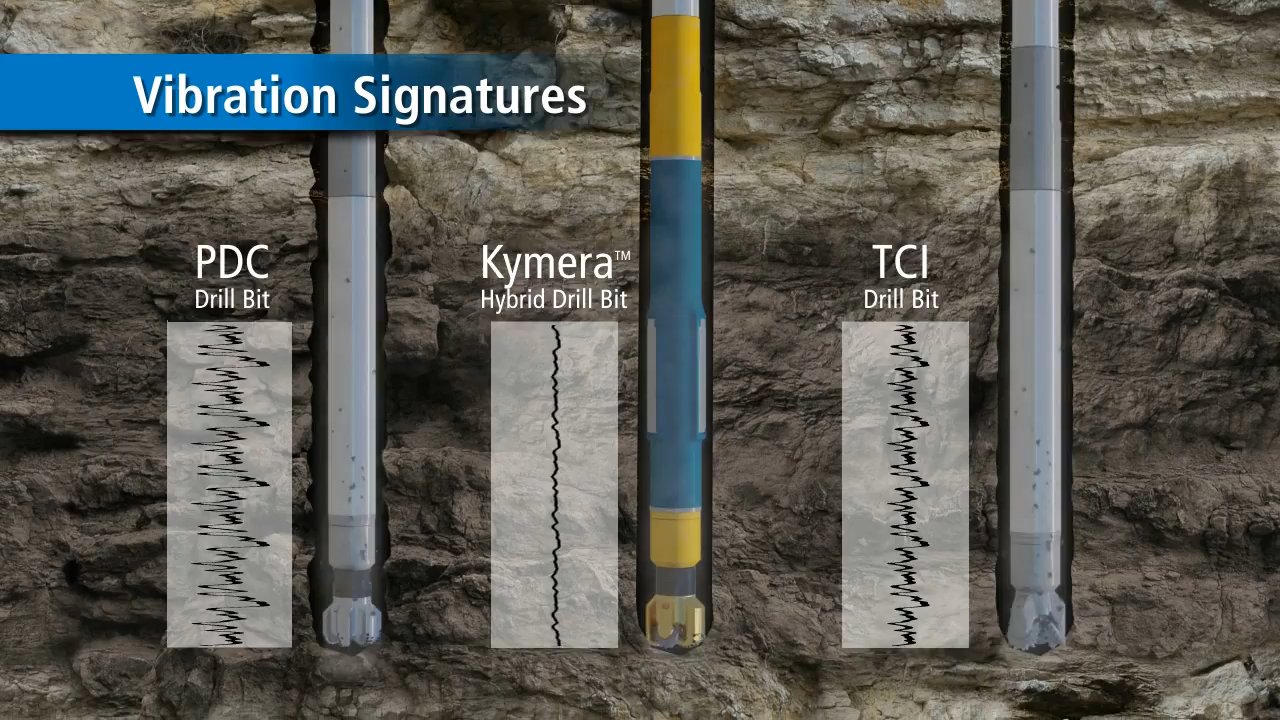 Vibration Signatures
PDC
Drill Bit
Kymera™
Hybrid Drill Bit
TCI
Drill Bit